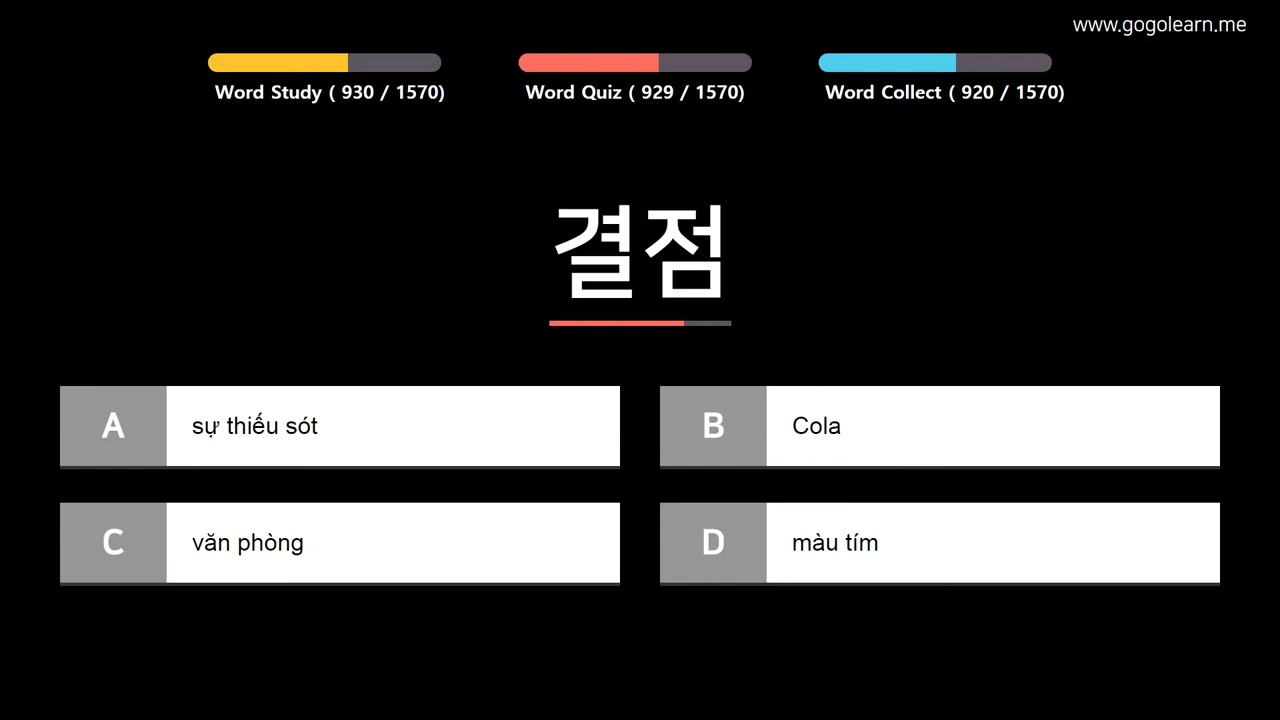 www.gogolearn.me
Word Study ( 930 / 1570)
Word Quiz ( 929 / 1570)
Word Collect ( 920 / 1570)
결점
A sự thiếu sót
B Cola
C văn phòng
D màu tím